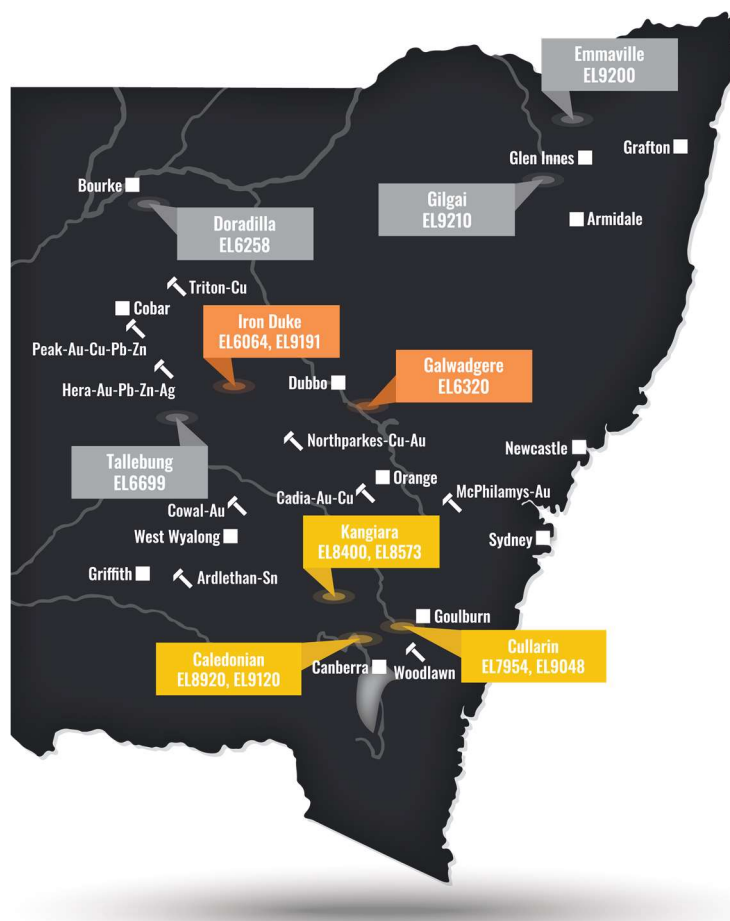 Emmaville
EL9200
Grafton
Glen Innes
Bourke
Gilgai
EL9210
Armidale
Doradilla
EL6258
Triton-Cu
Cobar
Iron Duke
EL6064, EL9191
Peak-Au-Cu-Pb-Zn
Hera-Au-Pb-Zn-Ag
Dubbo
Galwadgere
EL6320
Northparkes-Cu-Au
Newcastle
Tallebung
EL6699
Orange
Cadia-Au-Cu
McPhilamys-Au
Cowal-Au
West Wyalong
Kangiara
EL8400, EL8573
Sydney
Griffith
Ardlethan-Sn
Goulburn
Caledonian
EL8920, EL9120
Canberra
Woodlawn
Cullarin
EL7954, EL9048